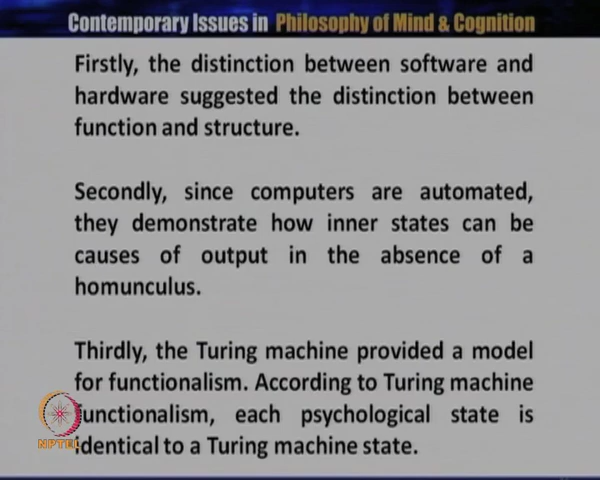 Contemporary Issues in Philosophy of Mind & Cognition
Firstly, the distinction between software and
hardware suggested the distinction between
function and structure.
Secondly, since computers are automated,
they demonstrate how inner states can be
causes of output in the absence of a
homunculus.
Thirdly, the Turing machine provided a model
for functionalism. According to Turing machine
functionalism, each psychological state is
identical to a Turing machine state.
NPTEL